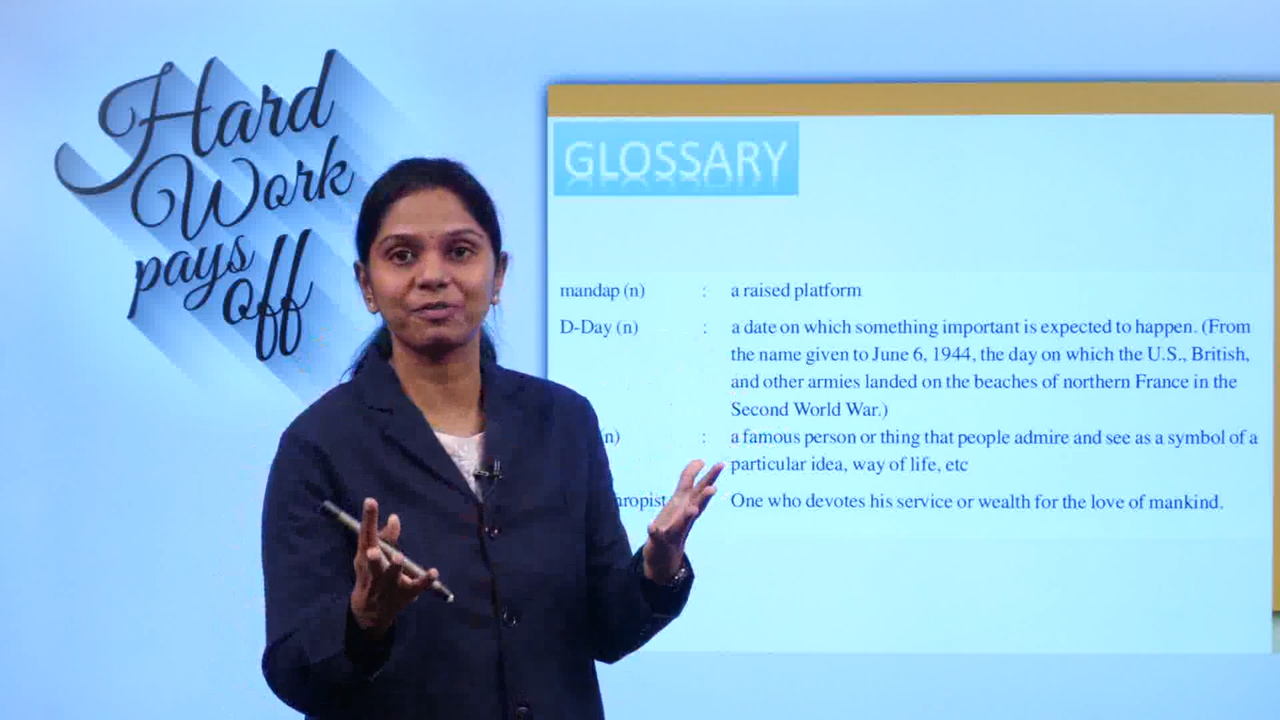 Hard
Work
pays
off
GLOSSARY
mandap (n) : a raised platform
D-Day (n) : a date on which something important is expected to happen. (From
the name given to June 6, 1944, the day on which the U.S., British,
and other armies landed on the beaches of northern France in the
Second World War.)
(n) : a famous person or thing that people admire and see as a symbol of a
particular idea, way of life, etc
hropist One who devotes his service or wealth for the love of mankind.